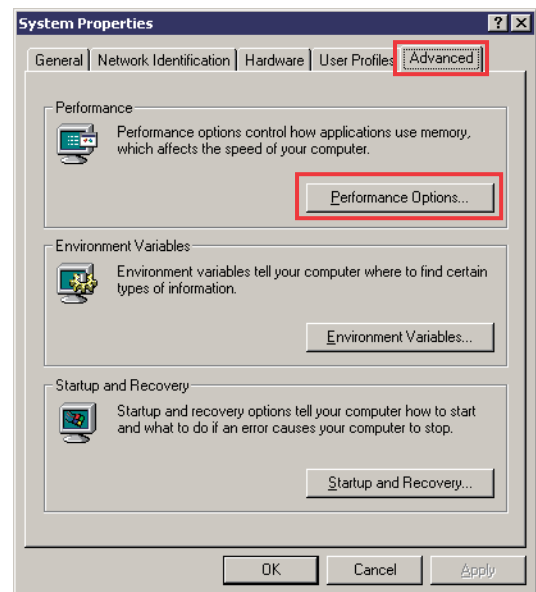 System Properties
General
Network Identification
Hardware
User Profiles
Advanced
Performance
Performance options control how applications use memory,
which affects the speed of your computer.
Performance Options...
Environment Variables
Environment variables tell your computer where to find certain
types of information.
Environment Variables...
Startup and Recovery
Startup and recovery options tell your computer how to start
and what to do if an error causes your computer to stop.
Startup and Recovery...
OK
Cancel
Apply